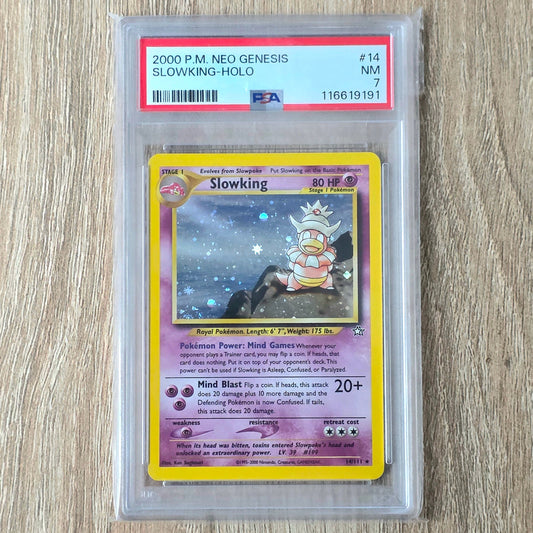 2000 P.M. NEO GENESIS #14
SLOWKING-HOLO NM
7
PSA 116619191
STAGE 1 Evolves from Slowpoke Put Slowking on the Basic Pokémon
Slowking 80 HP
Stage 1 Pokémon
Royal Pokémon. Length: 6' 7", Weight: 175 lbs.
Pokémon Power: Mind Games Whenever your
opponent plays a Trainer card, you may flip a coin. If heads, that
card does nothing. Put it on top of your opponent's deck. This
power can't be used if Slowking is Asleep, Confused, or Paralyzed.
Mind Blast Flip a coin. If heads, this attack
does 20 damage plus 10 more damage and the
Defending Pokémon is now Confused. If tails,
this attack does 20 damage.
20+
weakness resistance retreat cost
When its head was bitten, toxins entered Slowpoke's head and
unlocked an extraordinary power. LV. 39 #199
©1995-2000 Nintendo, Creatures, GAMEFREAK.
14/111